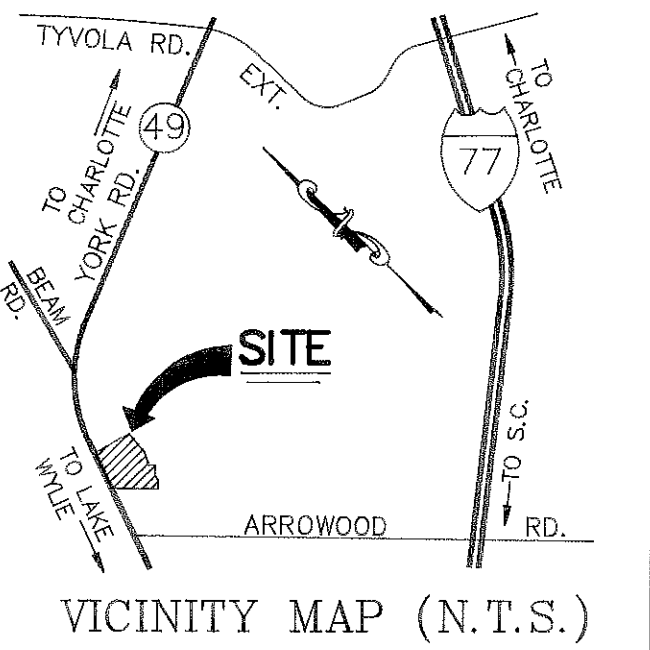 TYVOLA RD.
EXT.
TO
CHARLOTTE
49
TO
CHARLOTTE
77
YORK RD.
BEAM
RD.
SITE
TO LAKE
WYLIE
TO S.C.
ARROWOOD RD.
VICINITY MAP (N.T.S.)